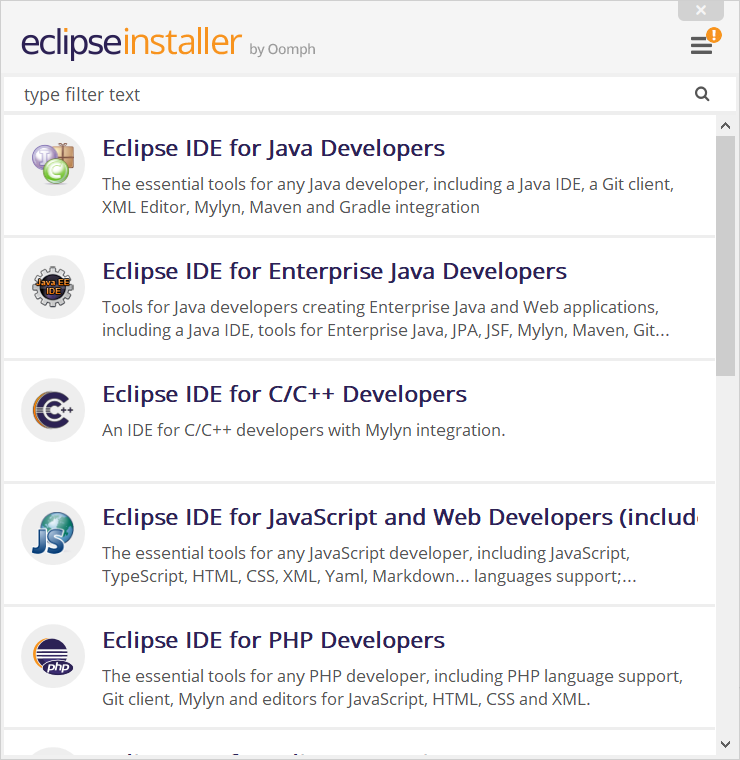 eclipseinstaller by Oomph
!
type filter text
Eclipse IDE for Java Developers
The essential tools for any Java developer, including a Java IDE, a Git client,
XML Editor, Mylyn, Maven and Gradle integration
Java EE
IDE
Eclipse IDE for Enterprise Java Developers
Tools for Java developers creating Enterprise Java and Web applications,
including a Java IDE, tools for Enterprise Java, JPA, JSF, Mylyn, Maven, Git...
C++
Eclipse IDE for C/C++ Developers
An IDE for C/C++ developers with Mylyn integration.
JS
Eclipse IDE for JavaScript and Web Developers (includ
The essential tools for any JavaScript developer, including JavaScript,
TypeScript, HTML, CSS, XML, Yaml, Markdown... languages support;...
php
Eclipse IDE for PHP Developers
The essential tools for any PHP developer, including PHP language support,
Git client, Mylyn and editors for JavaScript, HTML, CSS and XML.